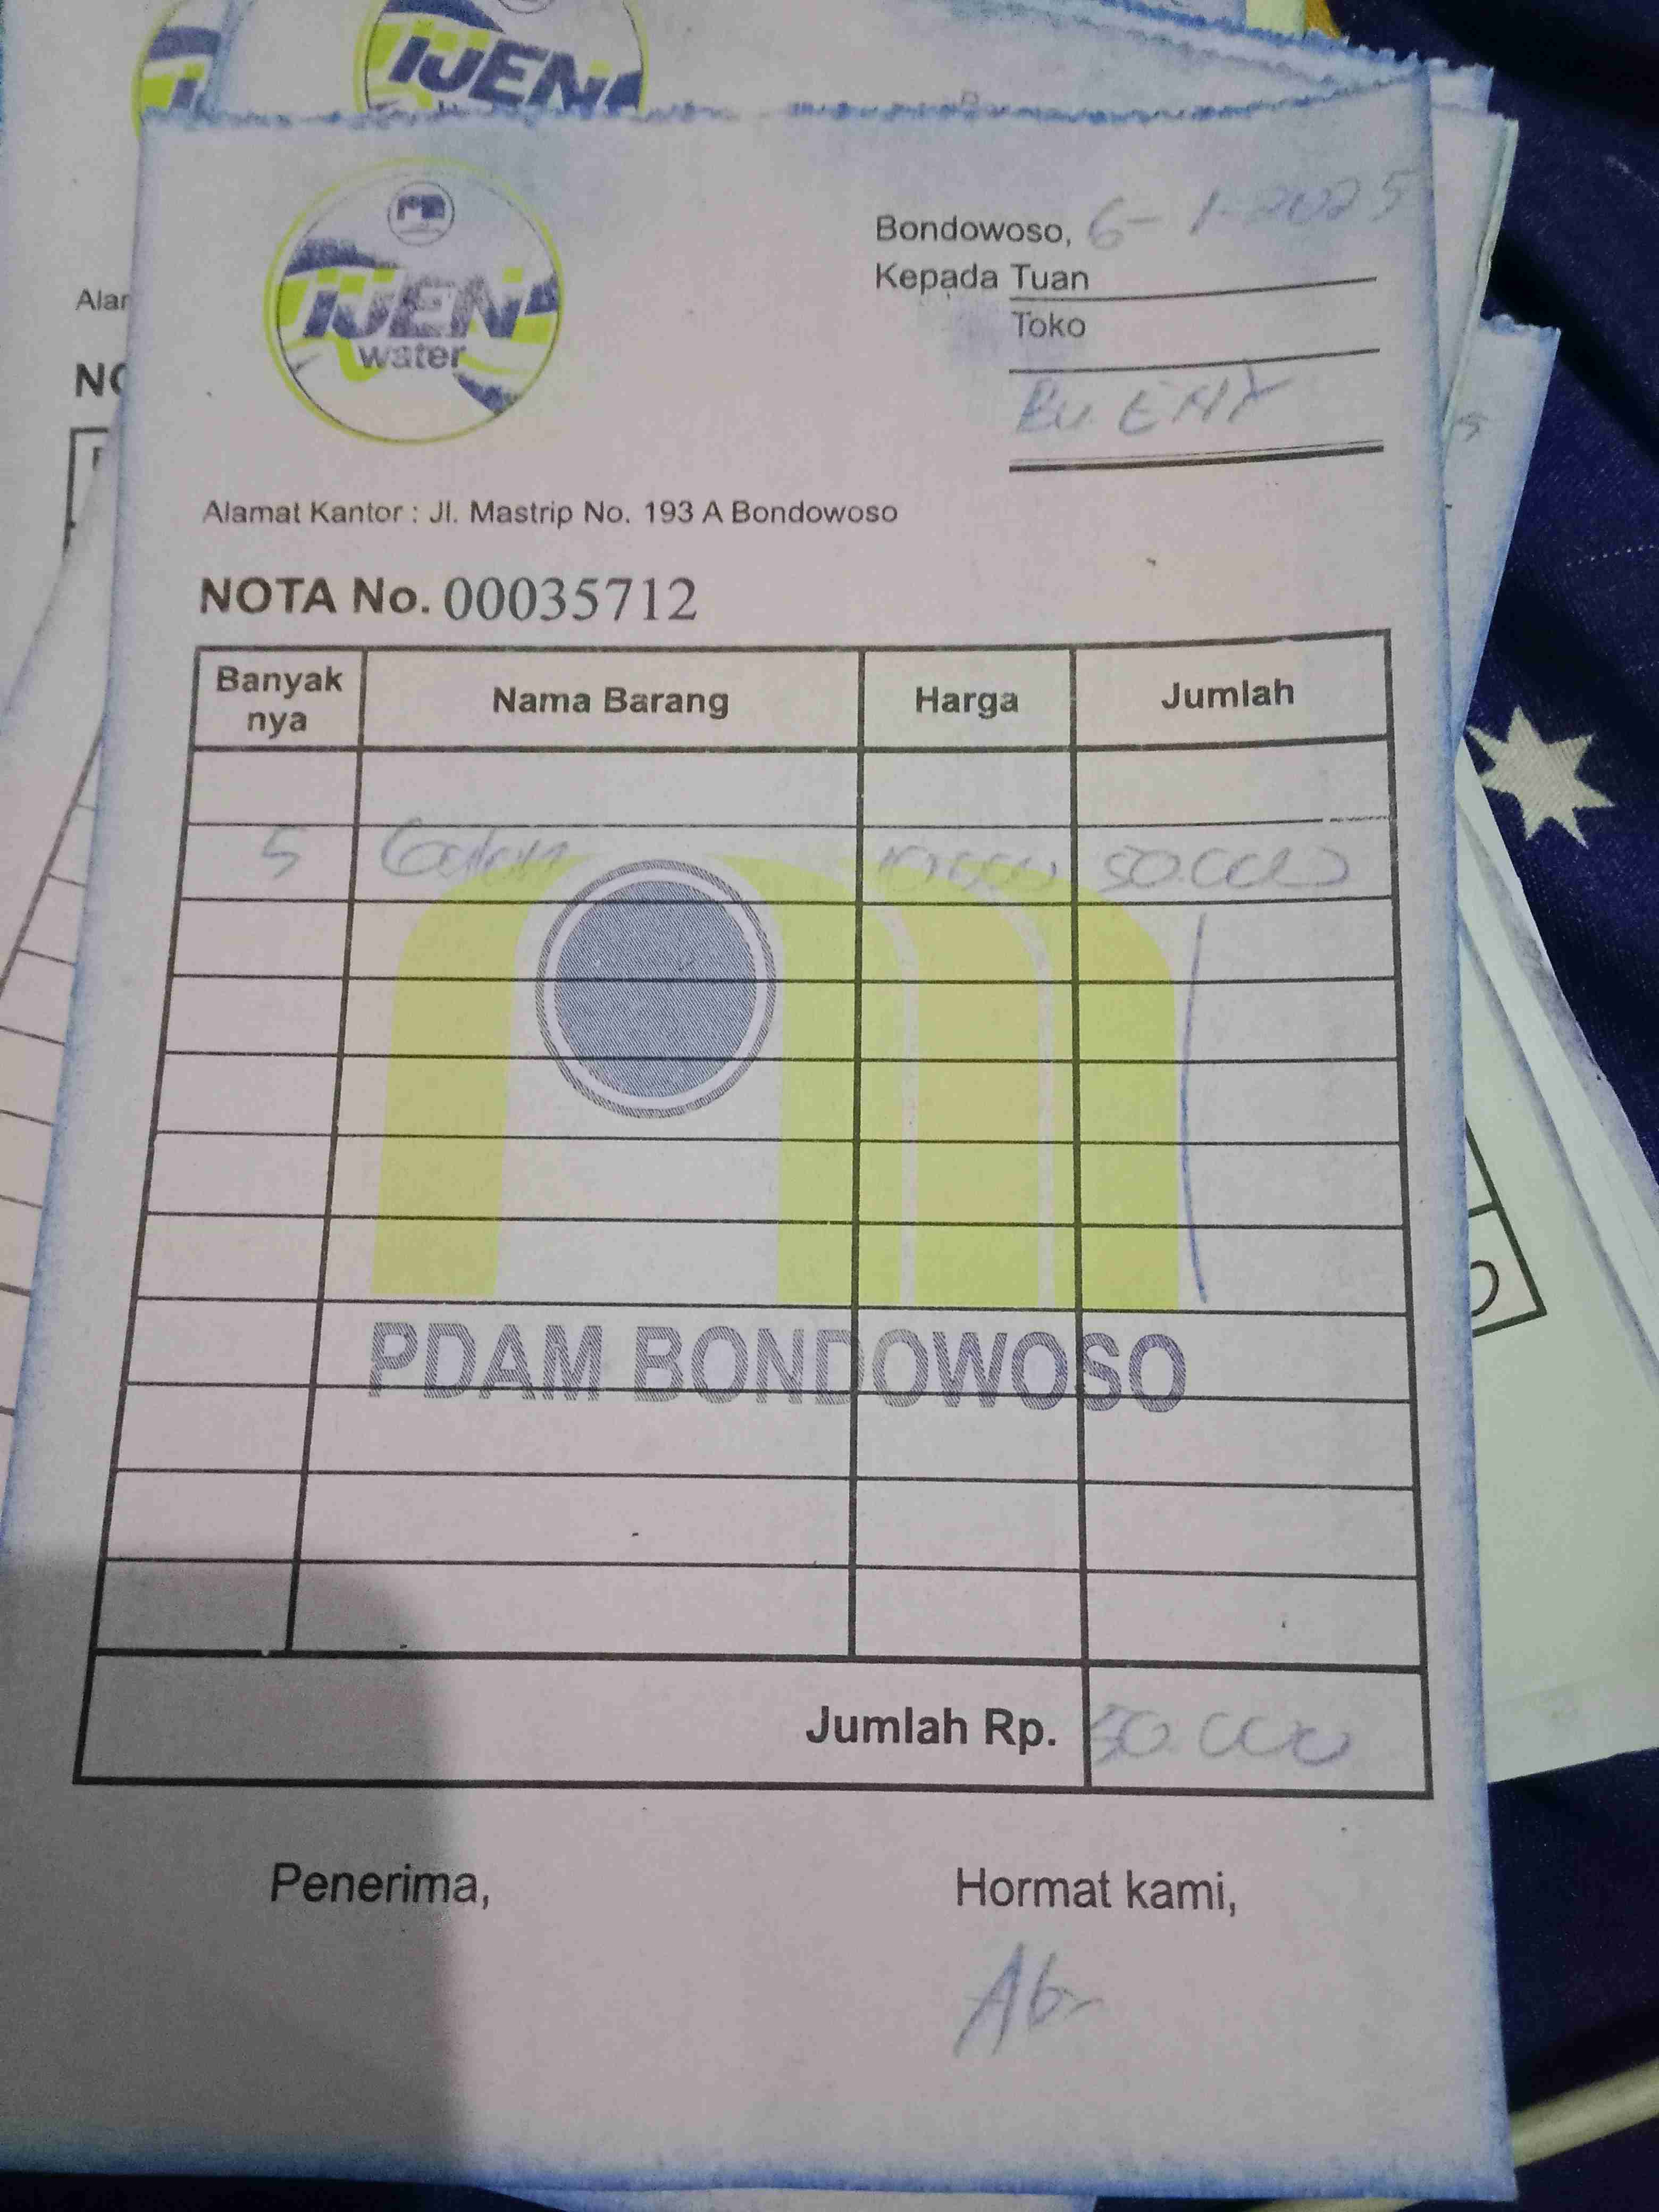 IJEN
Bondowoso, 6-1-2025
Kepada Tuan
Toko
IJEN
water
Bu ENY
Alamat Kantor : Jl. Mastrip No. 193 A Bondowoso
NOTA No. 00035712
Banyak nya Nama Barang Harga Jumlah
5 Galon 10.000 50.000
PDAM BONDOWOSO
Jumlah Rp. 50.000
Penerima, Hormat kami,